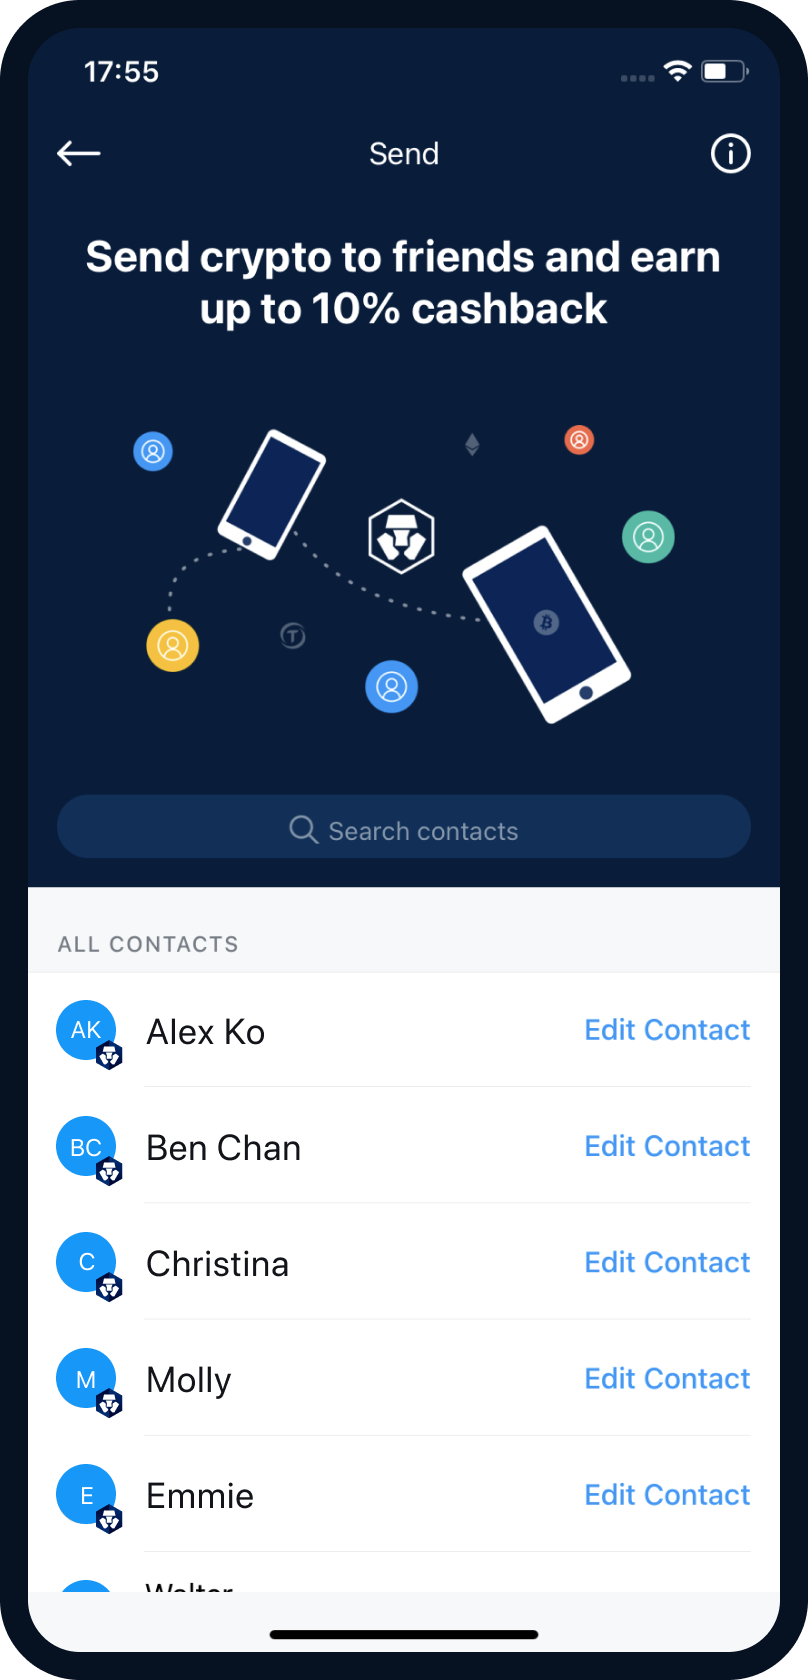 17:55
Send
Send crypto to friends and earn
up to 10% cashback
Search contacts
ALL CONTACTS
AK Alex Ko Edit Contact
BC Ben Chan Edit Contact
C Christina Edit Contact
M Molly Edit Contact
E Emmie Edit Contact
Walter